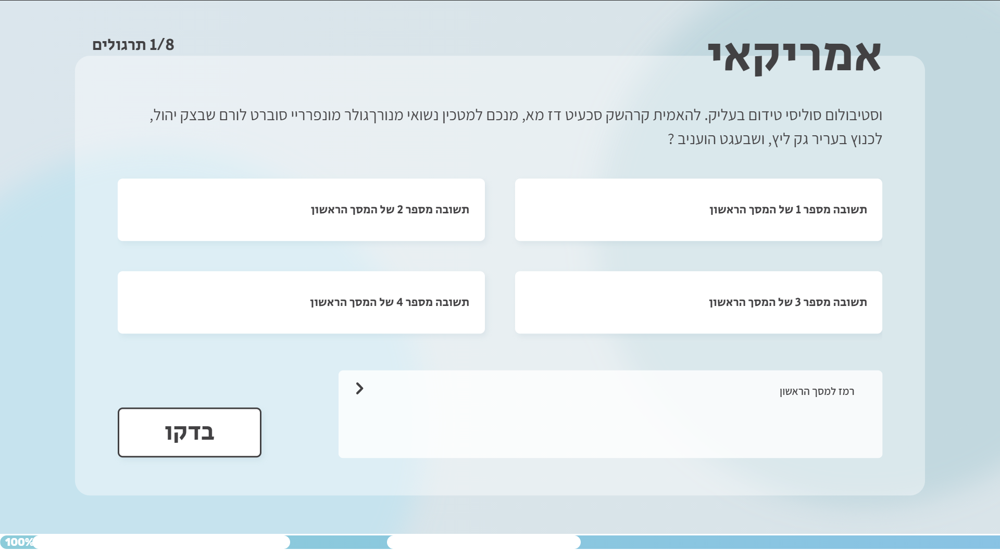 אמריקאי
1/8 תרגולים
וסטיבולום סוליסי טידום בעליק. להאמית קרהשק סכעיט דז מא, מנכם למטכין נשואי מנורךגולר מונפרריי סוברט לורם שבצק יהול,
לכנוץ בעריר גק ליץ, ושבעגט הועניב ?
תשובה מספר 1 של המסך הראשון
תשובה מספר 2 של המסך הראשון
תשובה מספר 3 של המסך הראשון
תשובה מספר 4 של המסך הראשון
רמז למסך הראשון
בדקו
100%